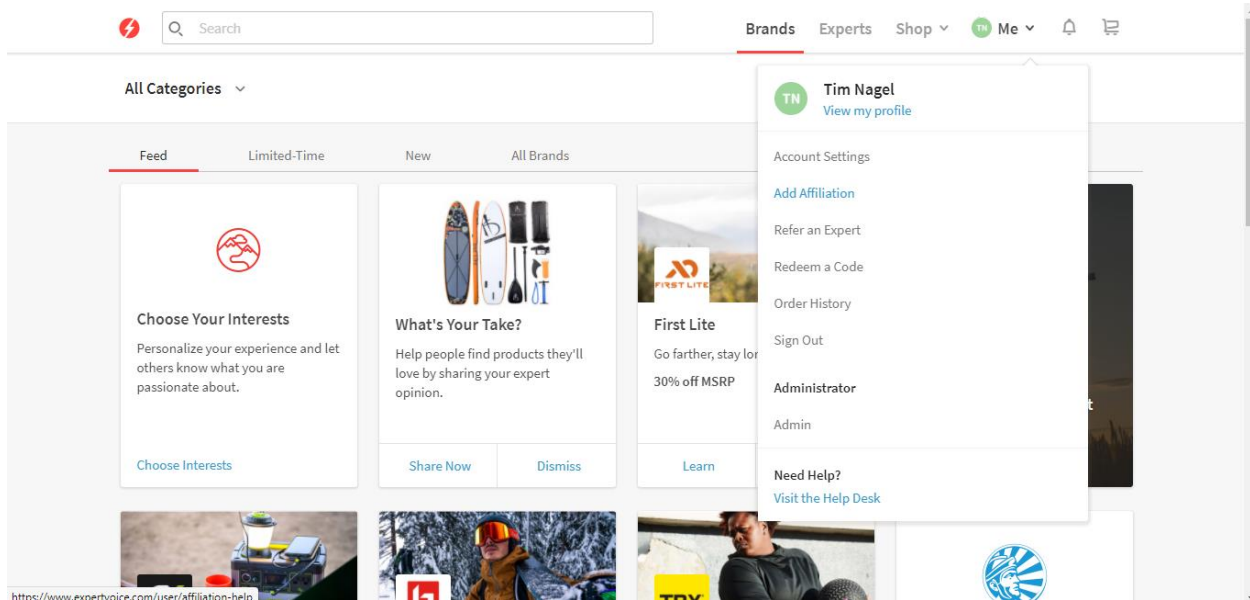 Search
Brands Experts Shop TN Me
All Categories
TN Tim Nagel
View my profile
Account Settings
Add Affiliation
Refer an Expert
Redeem a Code
Order History
Sign Out
Administrator
Admin
Need Help?
Visit the Help Desk
Feed Limited-Time New All Brands
Choose Your Interests
Personalize your experience and let
others know what you are
passionate about.
Choose Interests
What's Your Take?
Help people find products they'll
love by sharing your expert
opinion.
Share Now Dismiss
FIRST LITE
First Lite
Go farther, stay
30% off MSRP
Learn
TRX
https://www.expertvoice.com/user/affiliation-help